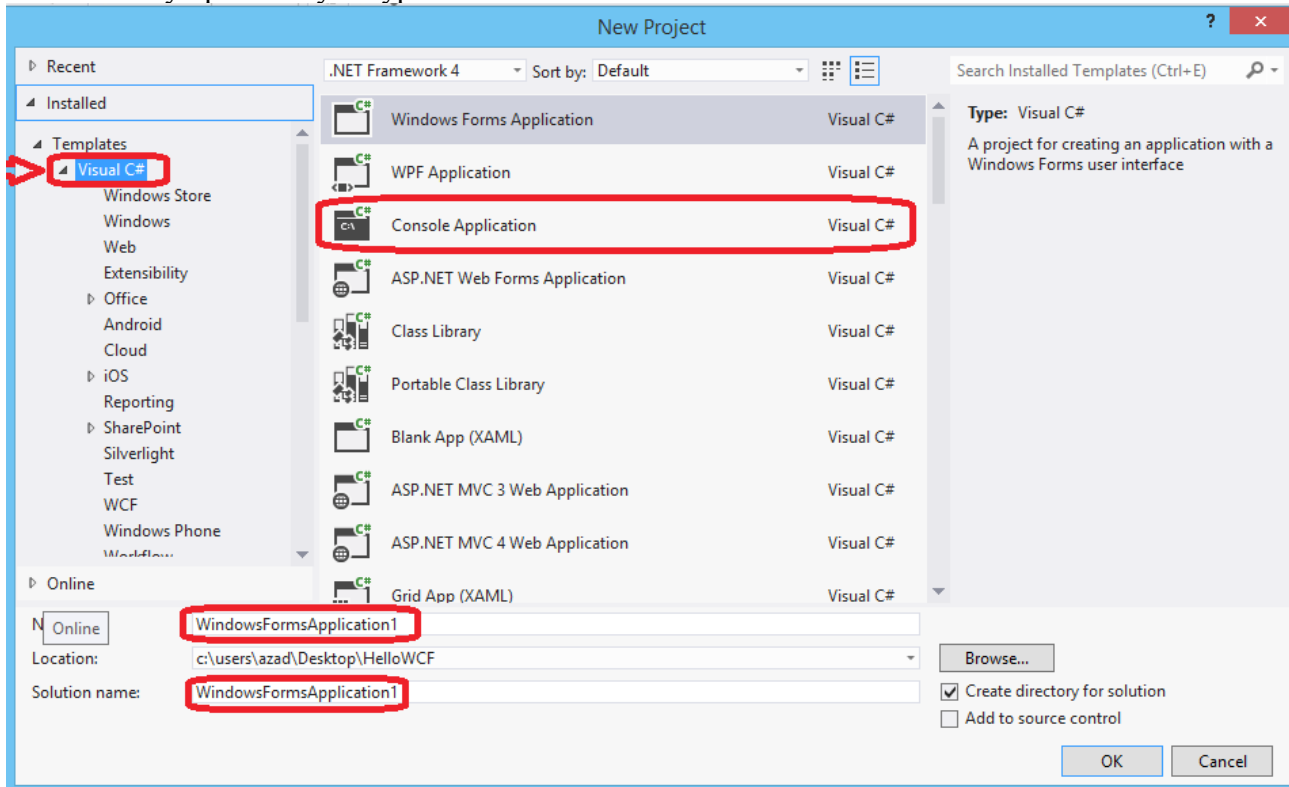 New Project
?
Recent
Installed
Templates
Visual C#
Windows Store
Windows
Web
Extensibility
Office
Android
Cloud
iOS
Reporting
SharePoint
Silverlight
Test
WCF
Windows Phone
Workflow
Online
.NET Framework 4 Sort by: Default
Windows Forms Application Visual C#
WPF Application Visual C#
Console Application Visual C#
ASP.NET Web Forms Application Visual C#
Class Library Visual C#
Portable Class Library Visual C#
Blank App (XAML) Visual C#
ASP.NET MVC 3 Web Application Visual C#
ASP.NET MVC 4 Web Application Visual C#
Grid App (XAML) Visual C#
Search Installed Templates (Ctrl+E)
Type: Visual C#
A project for creating an application with a
Windows Forms user interface
N Online WindowsFormsApplication1
Location: c:\users\azad\Desktop\HelloWCF Browse...
Solution name: WindowsFormsApplication1
Create directory for solution
Add to source control
OK Cancel